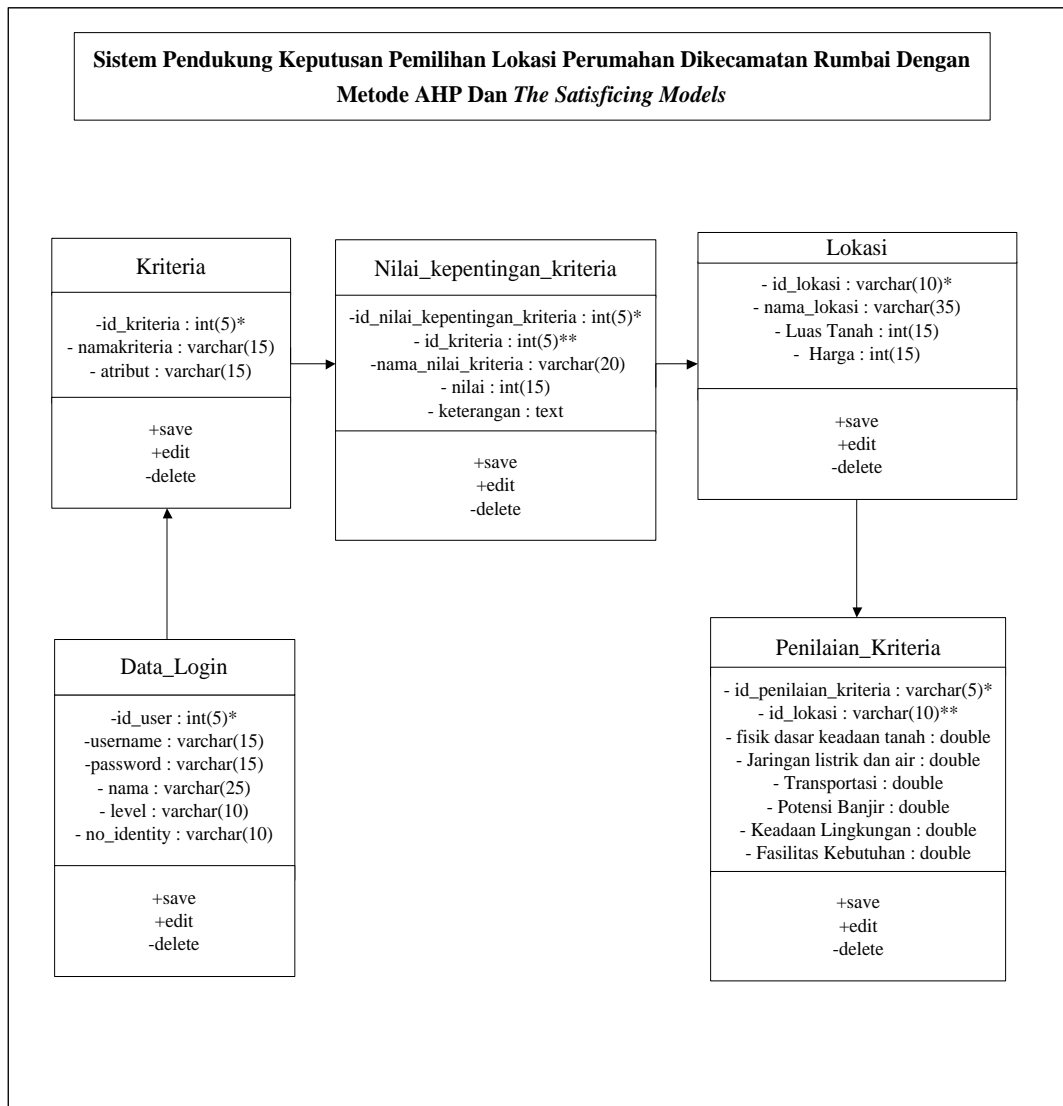 Sistem Pendukung Keputusan Pemilihan Lokasi Perumahan Dikecamatan Rumbai Dengan
Metode AHP Dan The Satisficing Models
Kriteria
-id_kriteria : int(5)*
- namakriteria : varchar(15)
- atribut : varchar(15)
+save
+edit
-delete
Nilai_kepentingan_kriteria
-id_nilai_kepentingan_kriteria : int(5)*
- id_kriteria : int(5)**
-nama_nilai_kriteria : varchar(20)
- nilai : int(15)
- keterangan : text
+save
+edit
-delete
Lokasi
- id_lokasi : varchar(10)*
- nama_lokasi : varchar(35)
- Luas Tanah : int(15)
- Harga : int(15)
+save
+edit
-delete
Data_Login
-id_user : int(5)*
-username : varchar(15)
-password : varchar(15)
- nama : varchar(25)
- level : varchar(10)
- no_identity : varchar(10)
+save
+edit
-delete
Penilaian_Kriteria
- id_penilaian_kriteria : varchar(5)*
- id_lokasi : varchar(10)**
- fisik dasar keadaan tanah : double
- Jaringan listrik dan air : double
- Transportasi : double
- Potensi Banjir : double
- Keadaan Lingkungan : double
- Fasilitas Kebutuhan : double
+save
+edit
-delete